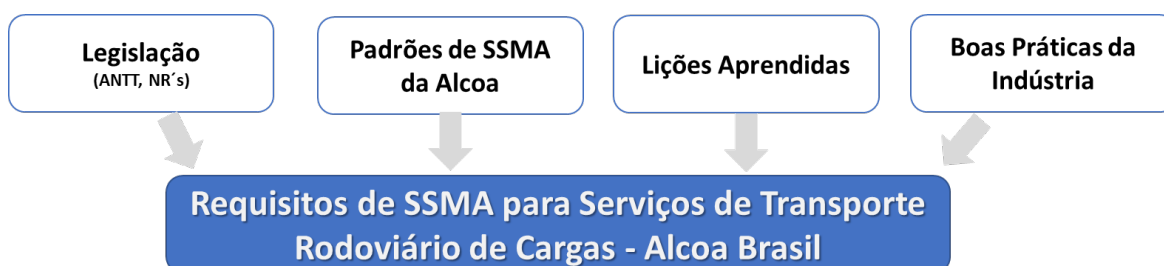 Legislação
(ANTT, NR´s)
Padrões de SSMA
da Alcoa
Lições Aprendidas
Boas Práticas da
Indústria
Requisitos de SSMA para Serviços de Transporte
Rodoviário de Cargas - Alcoa Brasil